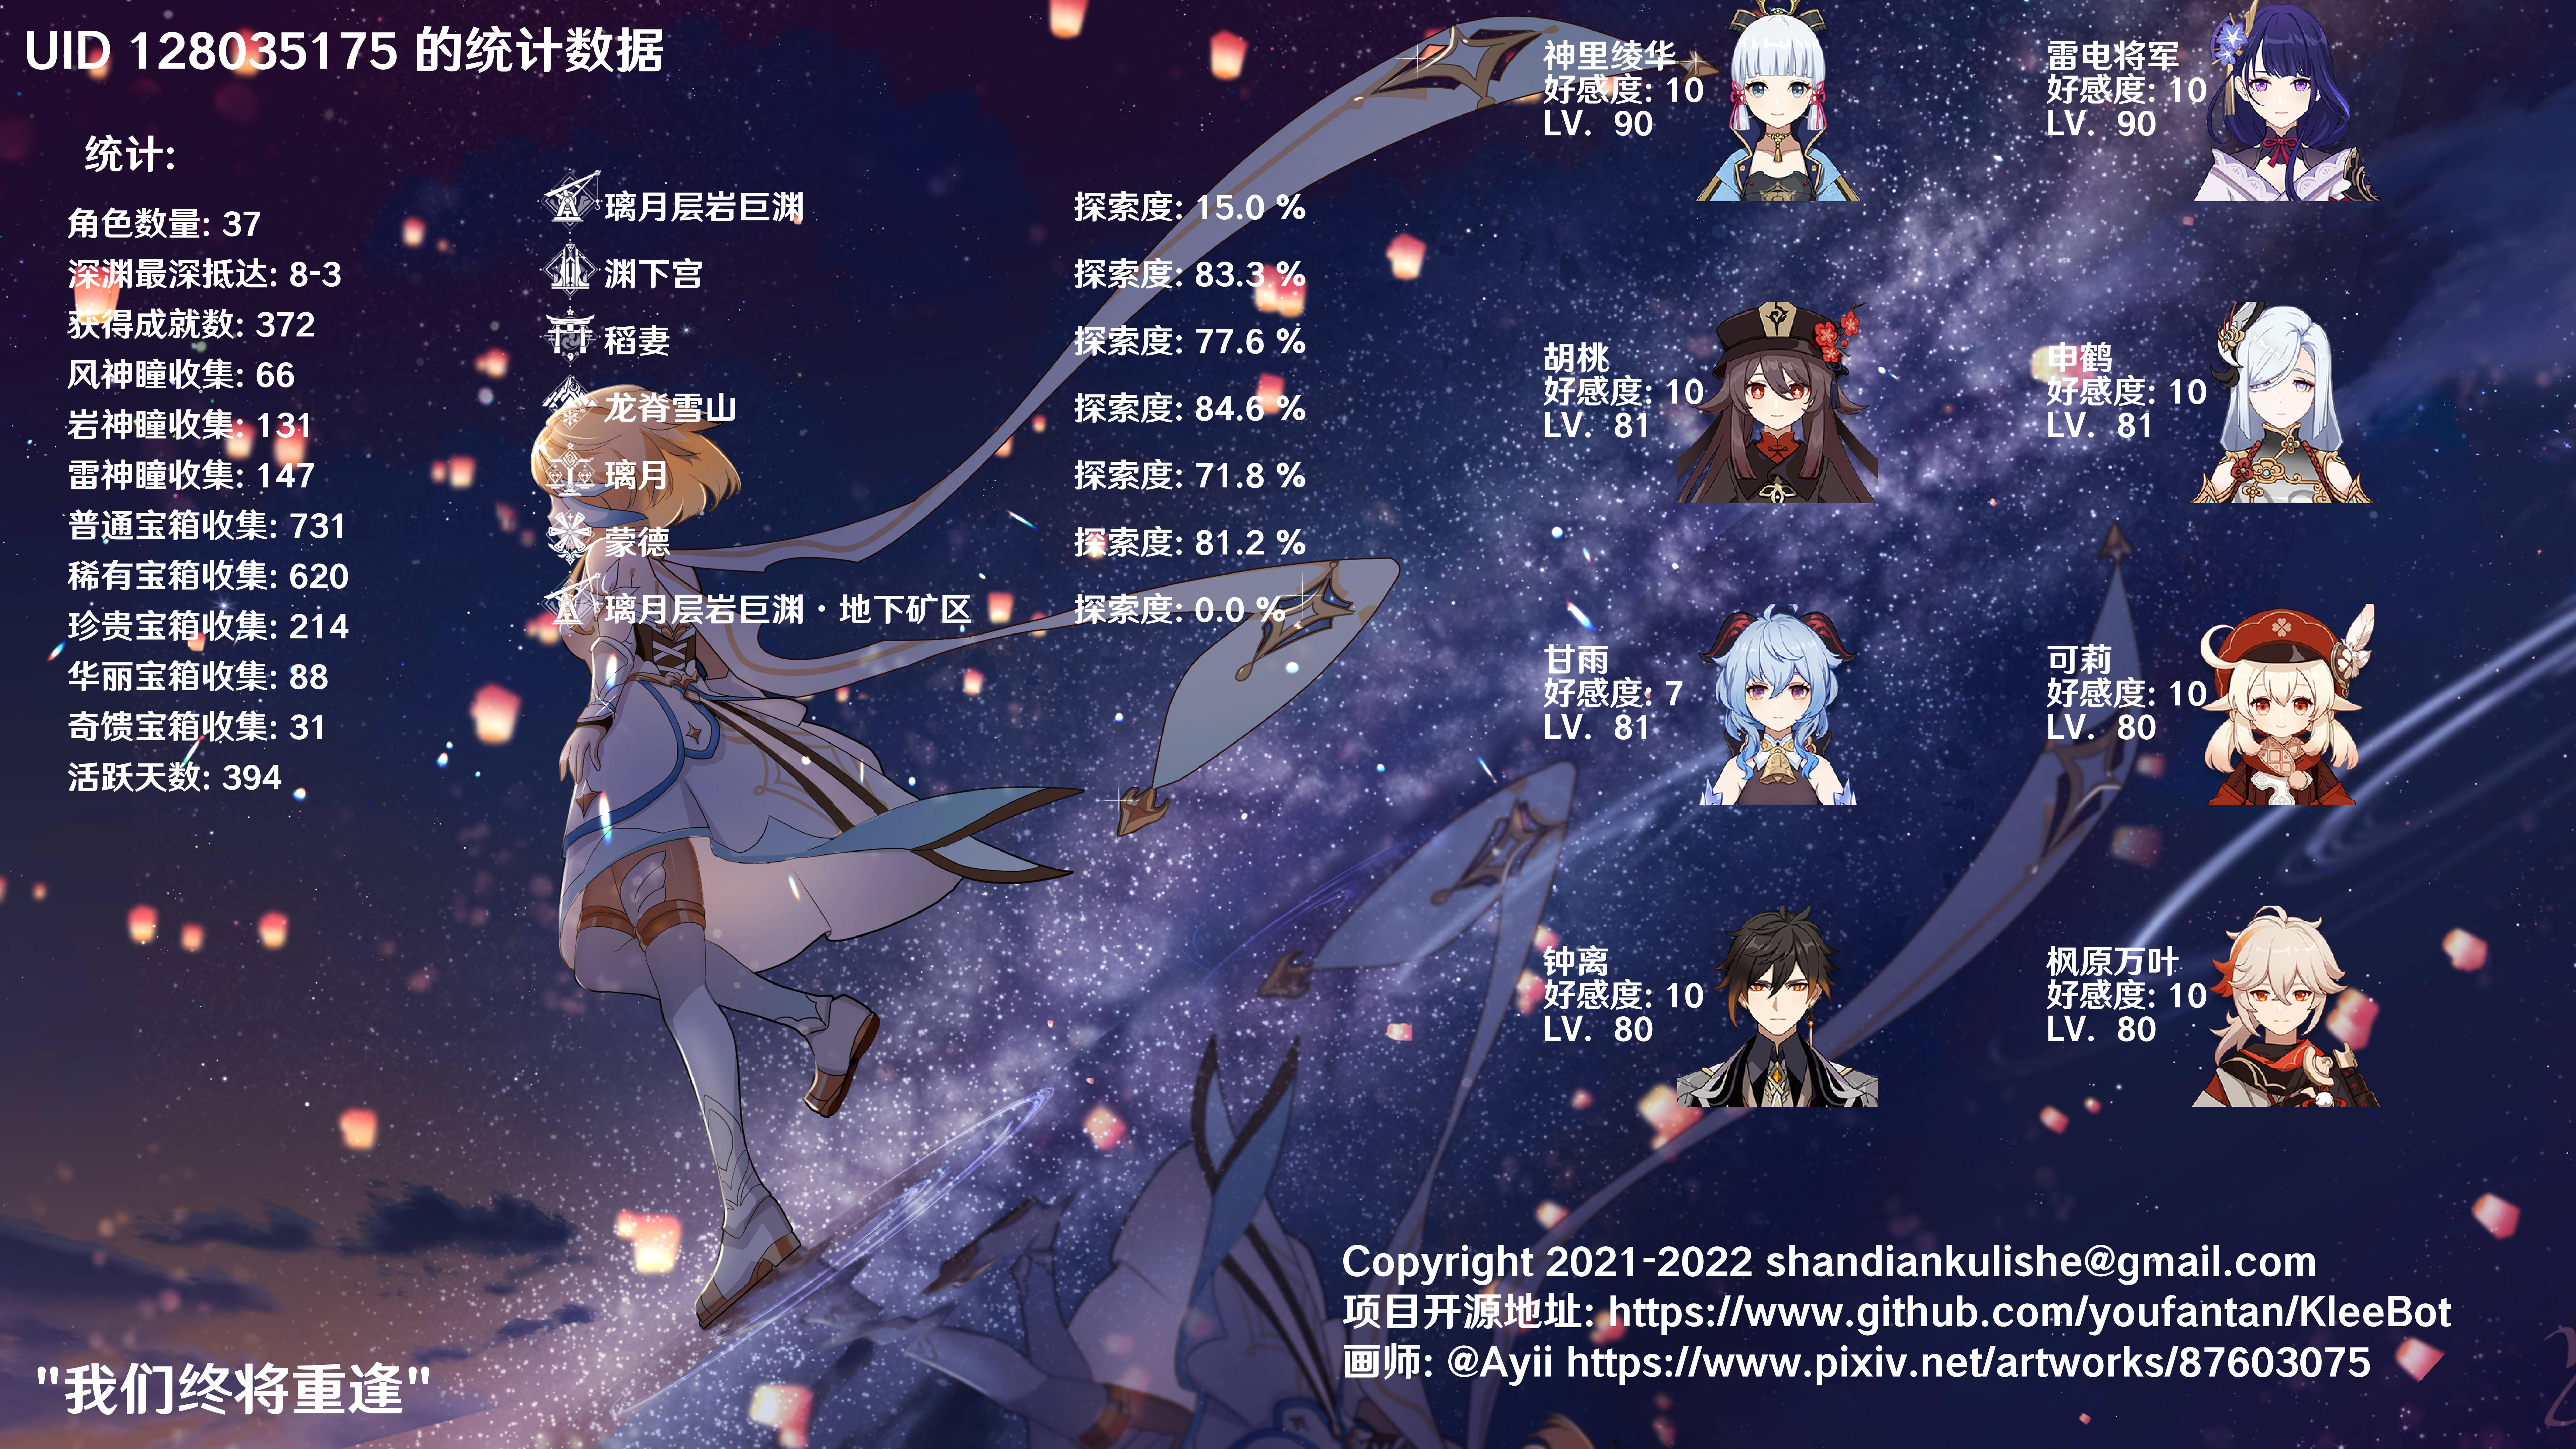 UID 128035175 的统计数据
统计:
角色数量: 37
深渊最深抵达: 8-3
获得成就数: 372
风神瞳收集: 66
岩神瞳收集: 131
雷神瞳收集: 147
普通宝箱收集: 731
稀有宝箱收集: 620
珍贵宝箱收集: 214
华丽宝箱收集: 88
奇馈宝箱收集: 31
活跃天数: 394
璃月层岩巨渊 探索度: 15.0 %
渊下宫 探索度: 83.3 %
稻妻 探索度: 77.6 %
龙脊雪山 探索度: 84.6 %
璃月 探索度: 71.8 %
蒙德 探索度: 81.2 %
璃月层岩巨渊·地下矿区 探索度: 0.0 %
神里绫华
好感度: 10
LV. 90
雷电将军
好感度: 10
LV. 90
胡桃
好感度: 10
LV. 81
申鹤
好感度: 10
LV. 81
甘雨
好感度: 7
LV. 81
可莉
好感度: 10
LV. 80
钟离
好感度: 10
LV. 80
枫原万叶
好感度: 10
LV. 80
"我们终将重逢"
Copyright 2021-2022 shandiankulishe@gmail.com
项目开源地址: https://www.github.com/youfantan/KleeBot
画师: @Ayii https://www.pixiv.net/artworks/87603075